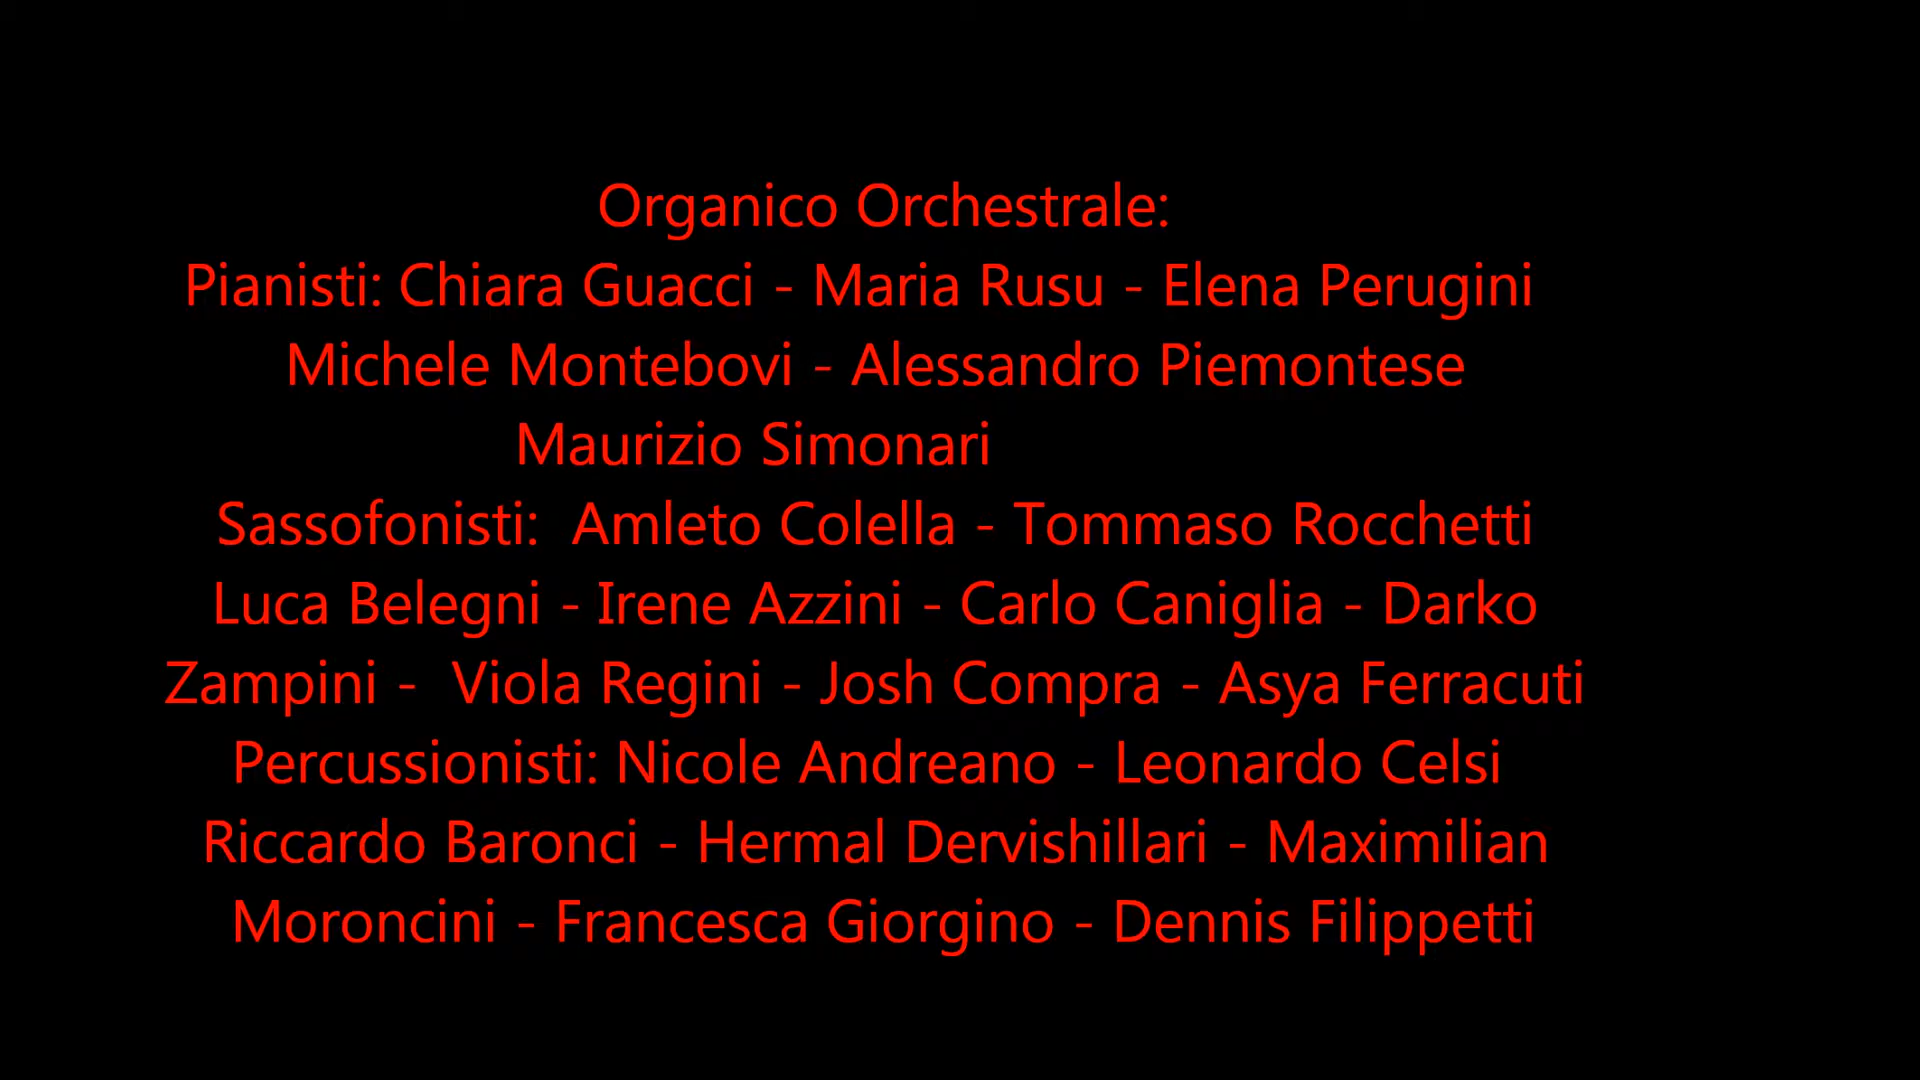 Organico Orchestrale:
Pianisti: Chiara Guacci - Maria Rusu - Elena Perugini
Michele Montebovi - Alessandro Piemontese
Maurizio Simonari
Sassofonisti:  Amleto Colella - Tommaso Rocchetti
Luca Belegni - Irene Azzini - Carlo Caniglia - Darko
Zampini -  Viola Regini - Josh Compra - Asya Ferracuti
Percussionisti: Nicole Andreano - Leonardo Celsi
Riccardo Baronci - Hermal Dervishillari - Maximilian
Moroncini - Francesca Giorgino - Dennis Filippetti